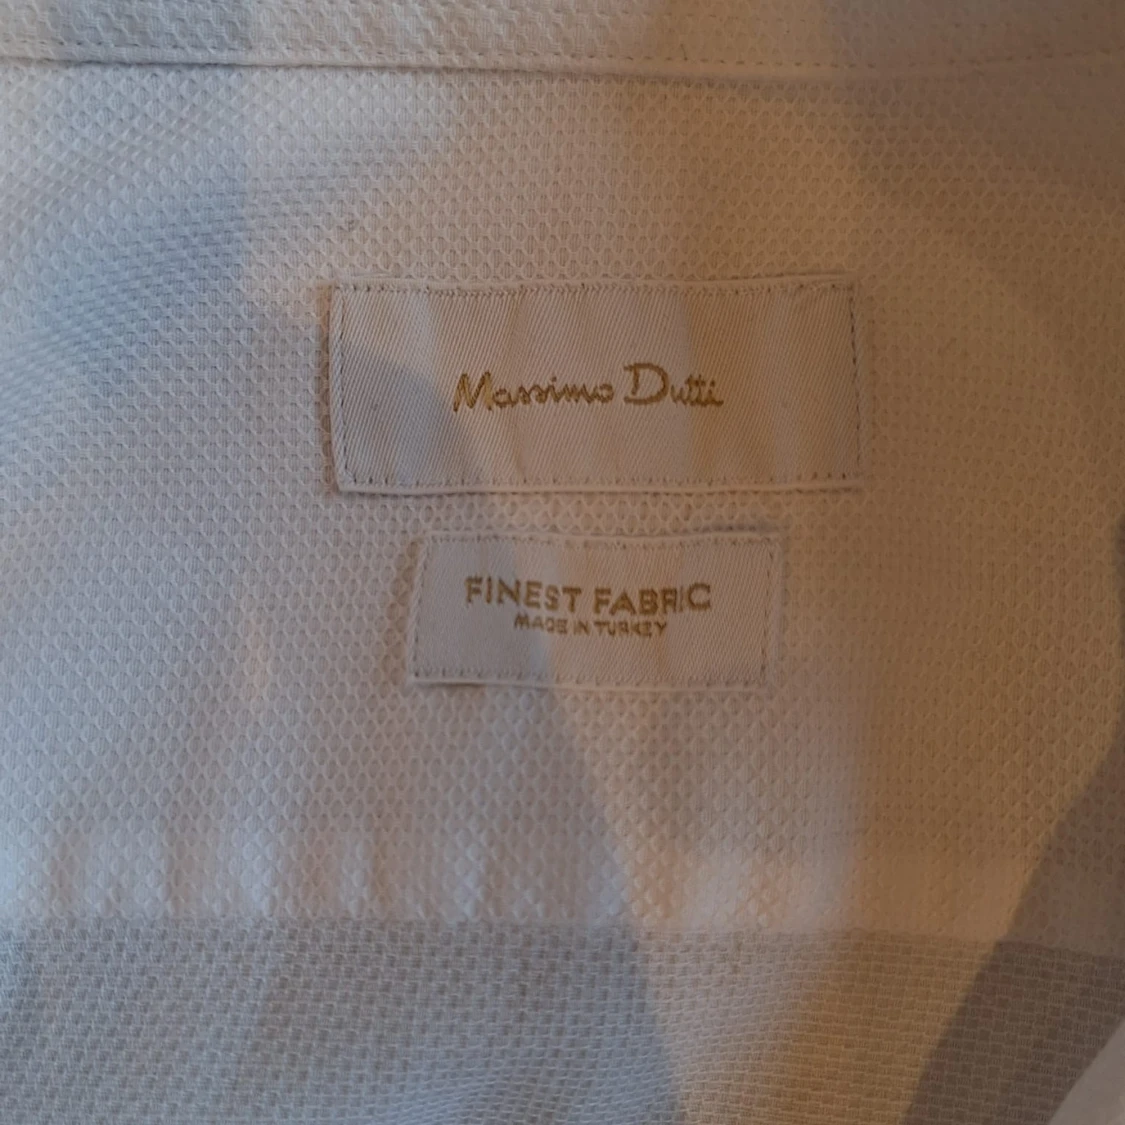 Massimo Dutti
FINEST FABRIC
MADE IN TURKEY